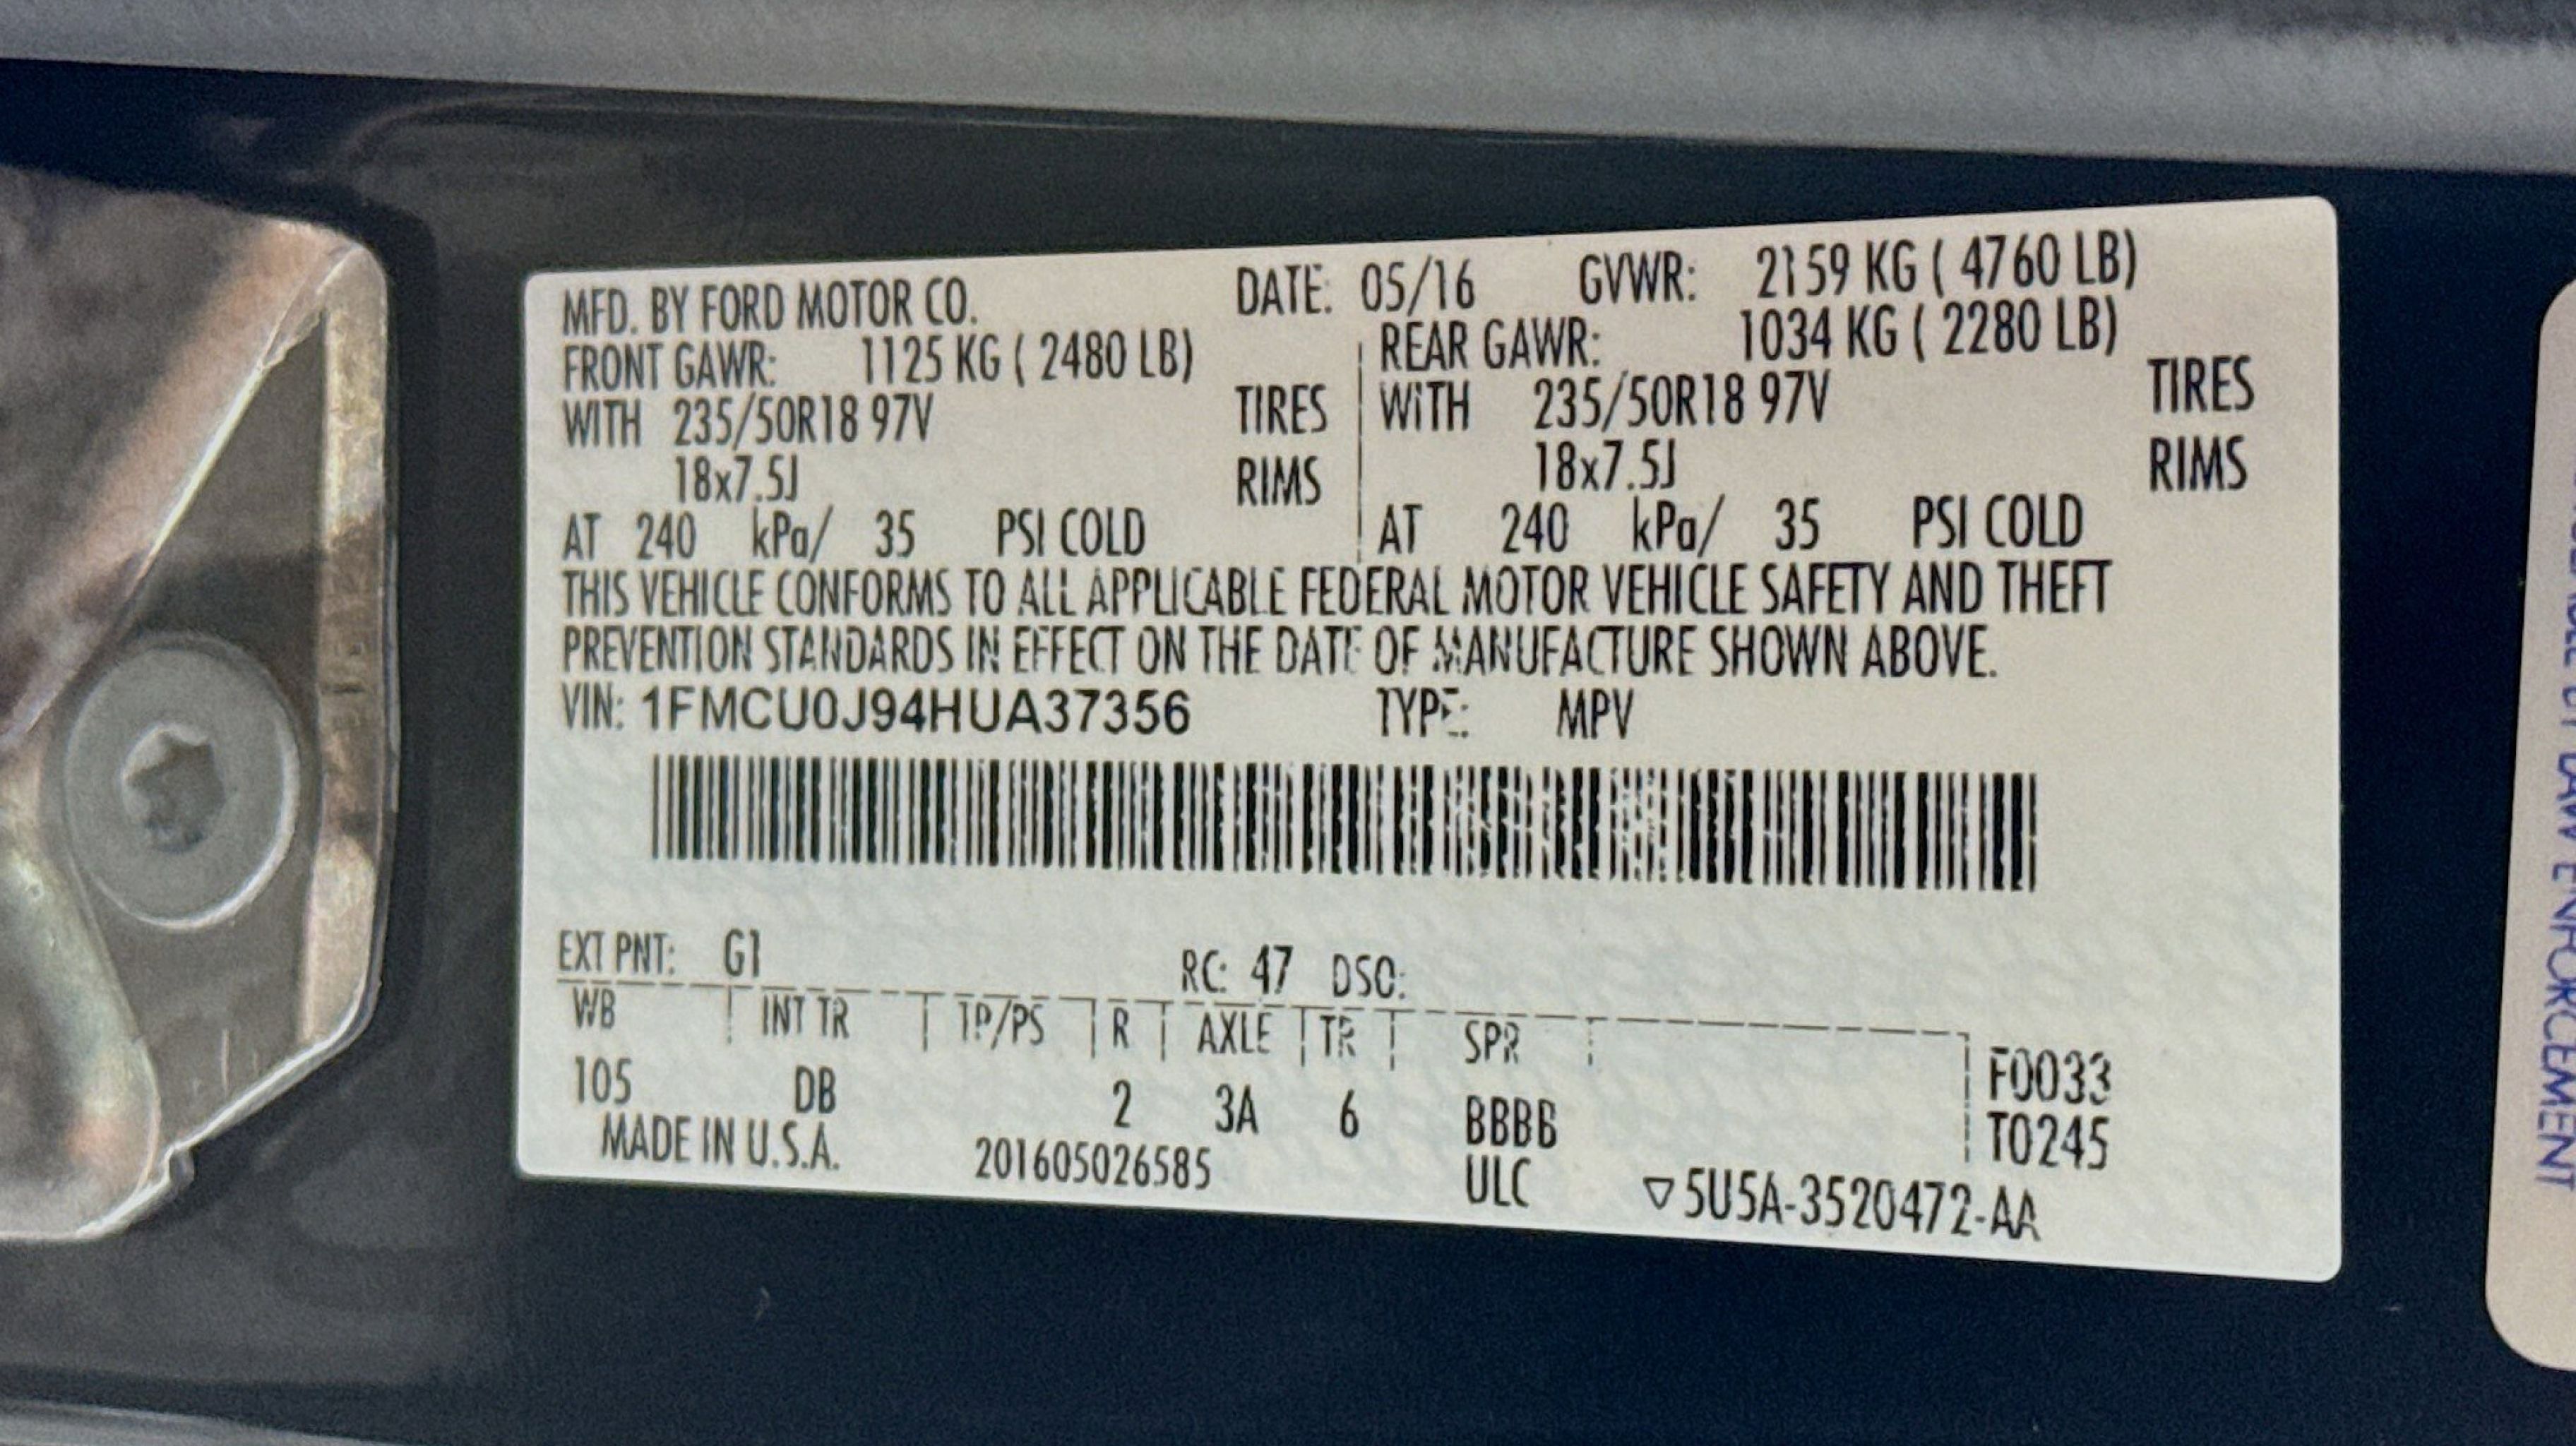 MFD. BY FORD MOTOR CO. DATE: 05/16 GVWR: 2159 KG ( 4760 LB)
FRONT GAWR: 1125 KG ( 2480 LB) REAR GAWR: 1034 KG ( 2280 LB)
WITH 235/50R18 97V TIRES WITH 235/50R18 97V TIRES
18x7.5J RIMS 18x7.5J RIMS
AT 240 kPa/ 35 PSI COLD AT 240 kPa/ 35 PSI COLD
THIS VEHICLE CONFORMS TO ALL APPLICABLE FEDERAL MOTOR VEHICLE SAFETY AND THEFT
PREVENTION STANDARDS IN EFFECT ON THE DATE OF MANUFACTURE SHOWN ABOVE.
VIN: 1FMCU0J94HUA37356 TYPE: MPV
EXT PNT: G1 RC: 47 DSO:
WB INT TR TP/PS R AXLE TR SPR
105 DB 2 3A 6 BBBB F0033
MADE IN U.S.A. 201605026585 ULC T0245
▽5U5A-3520472-AA
BY LAW ENFORCEMENT